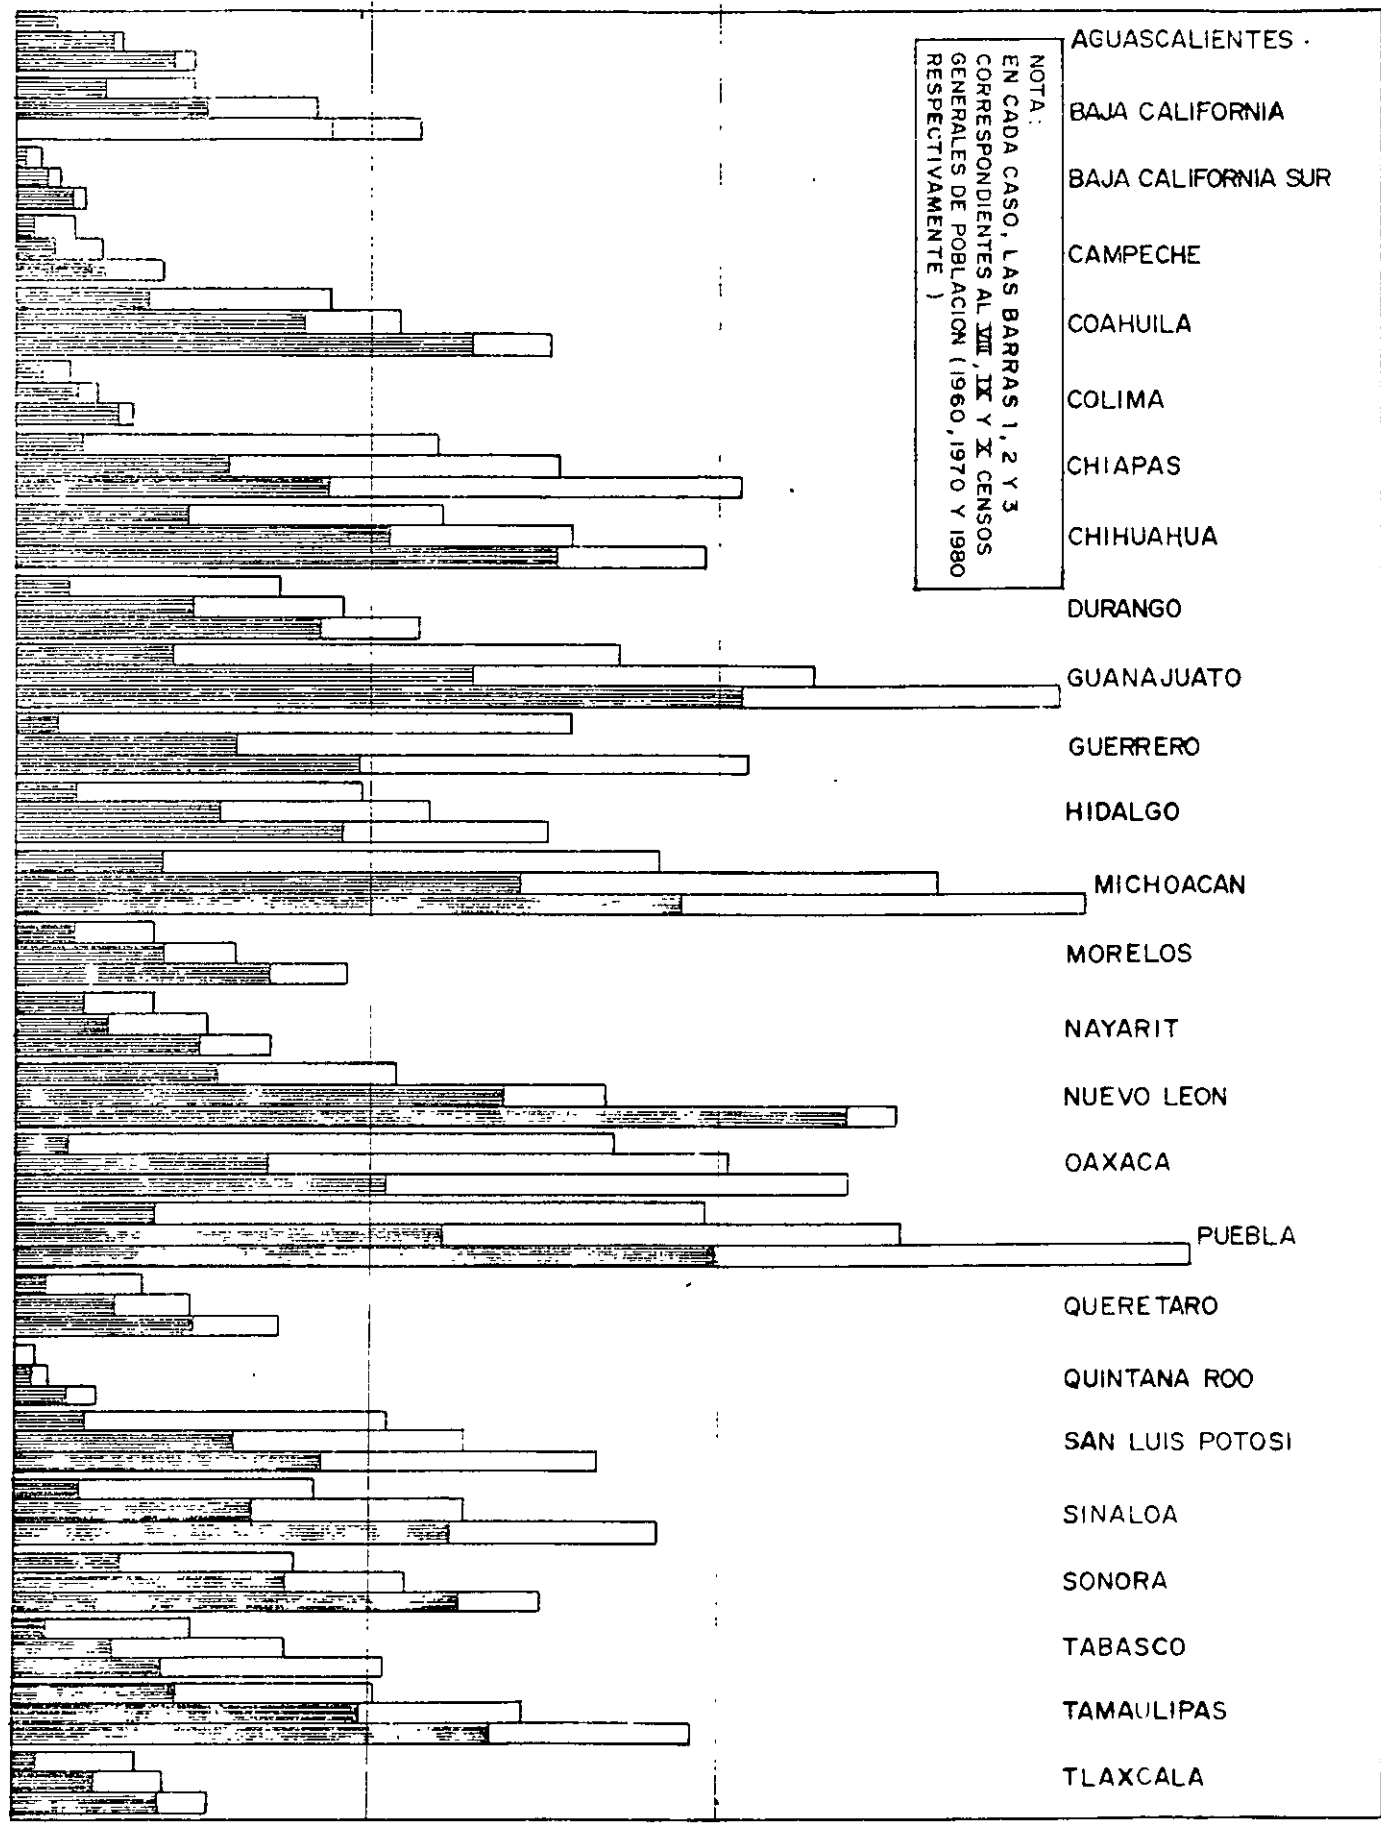 AGUASCALIENTES
NOTA:
EN CADA CASO, LAS BARRAS 1, 2 Y 3
CORRESPONDIENTES AL VIII, IX Y X CENSOS
GENERALES DE POBLACION (1960, 1970 Y 1980
RESPECTIVAMENTE )
BAJA CALIFORNIA
BAJA CALIFORNIA SUR
CAMPECHE
COAHUILA
COLIMA
CHIAPAS
CHIHUAHUA
DURANGO
GUANAJUATO
GUERRERO
HIDALGO
MICHOACAN
MORELOS
NAYARIT
NUEVO LEON
OAXACA
PUEBLA
QUERETARO
QUINTANA ROO
SAN LUIS POTOSI
SINALOA
SONORA
TABASCO
TAMAULIPAS
TLAXCALA